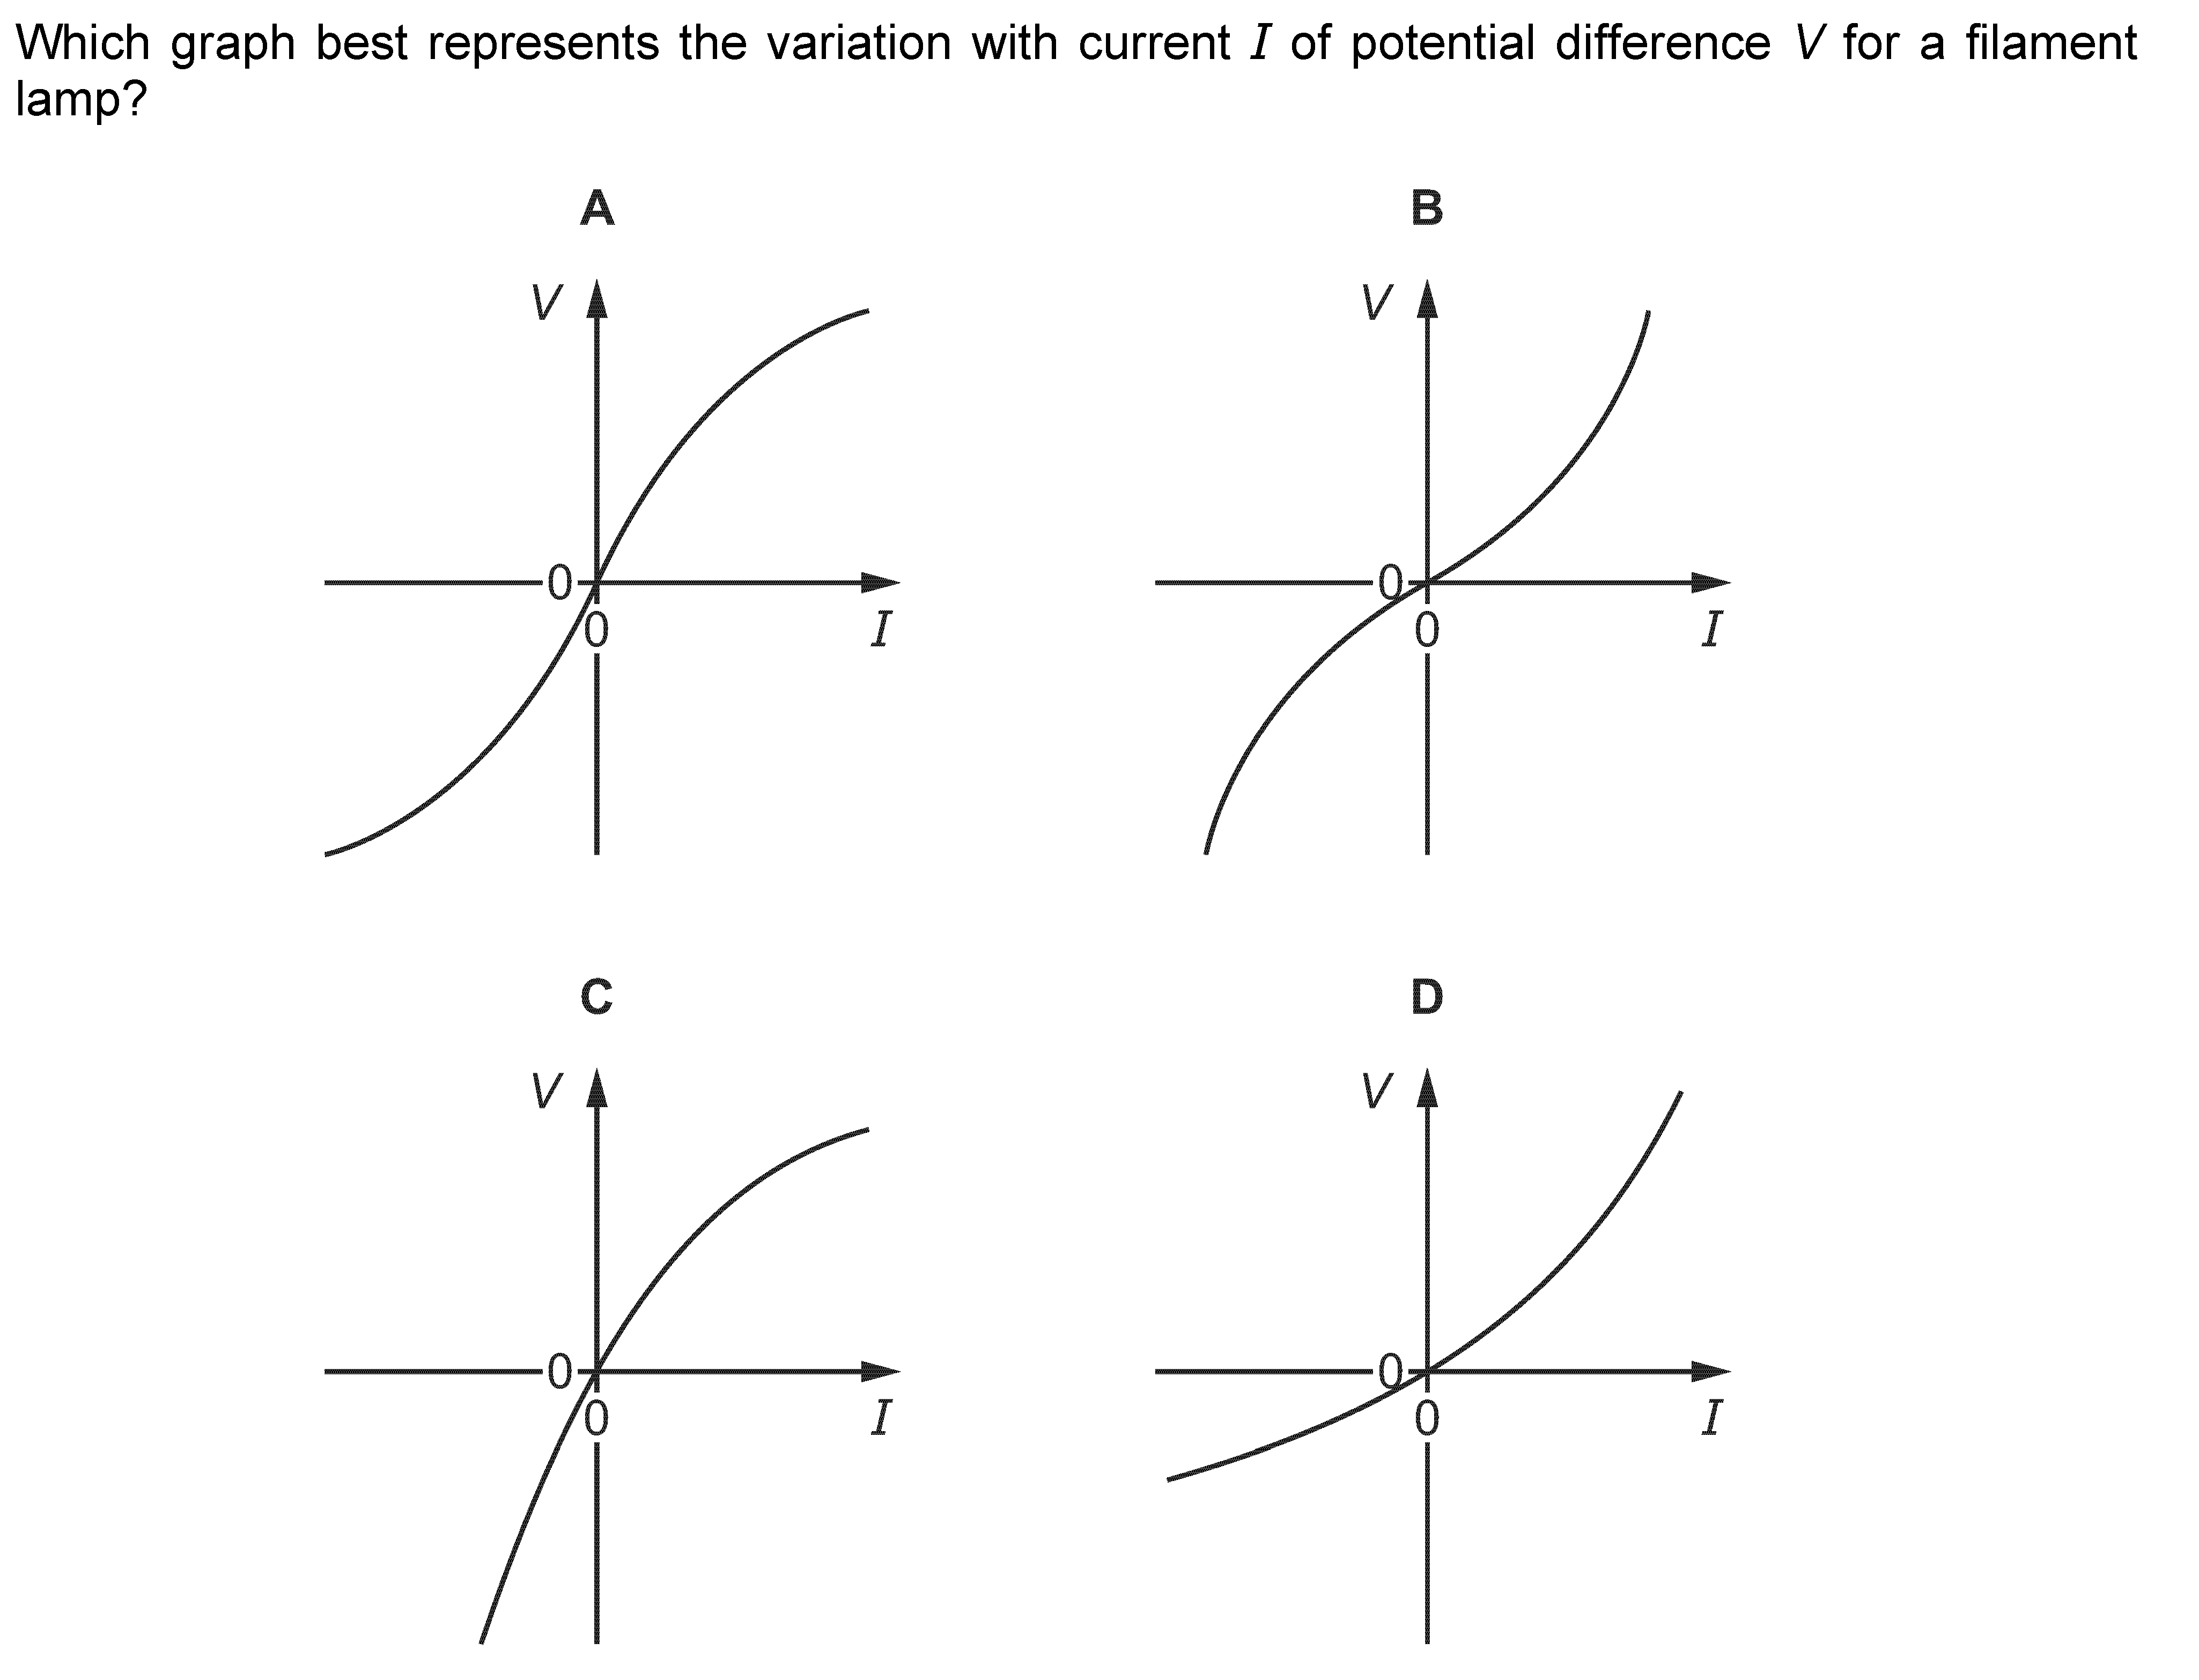 Which graph best represents the variation with current I of potential difference V for a filament
lamp?
A
B
V
V
0
0
0
I
0
I
C
D
V
V
0
0
0
I
0
I